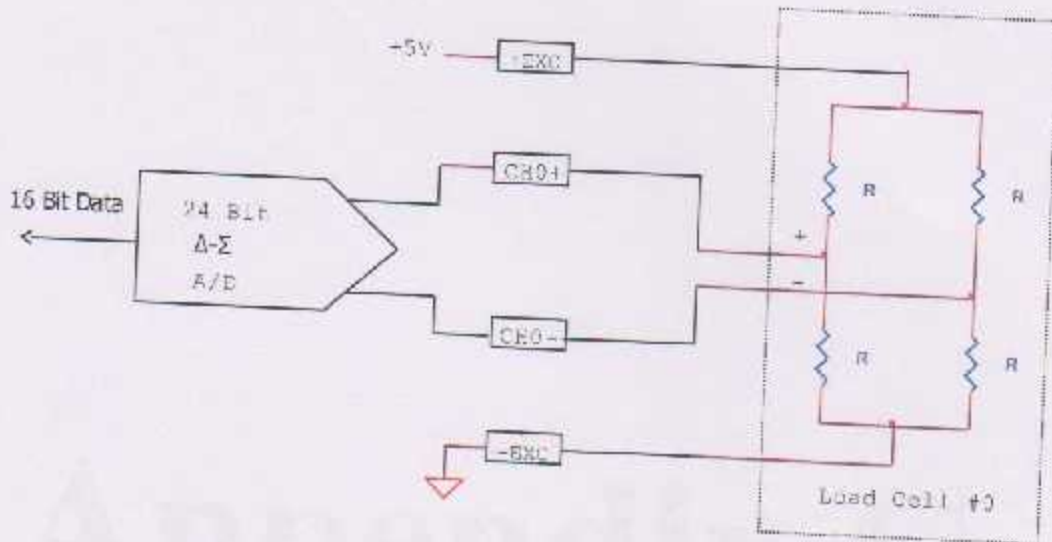 +5V
+EXC
CH0+
16 Bit Data
24 Bit
Δ-Σ
A/D
+
-
R
R
CH0-
R
R
-EXC
Load Cell #0